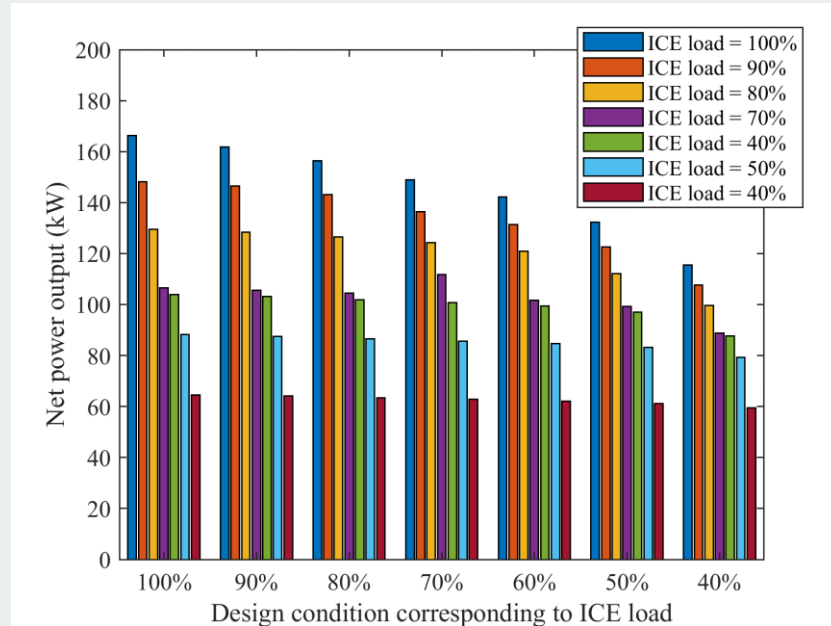 200
180
160
140
120
100
80
60
40
20
0
Net power output (kW)
ICE load = 100%
ICE load = 90%
ICE load = 80%
ICE load = 70%
ICE load = 40%
ICE load = 50%
ICE load = 40%
100% 90% 80% 70% 60% 50% 40%
Design condition corresponding to ICE load